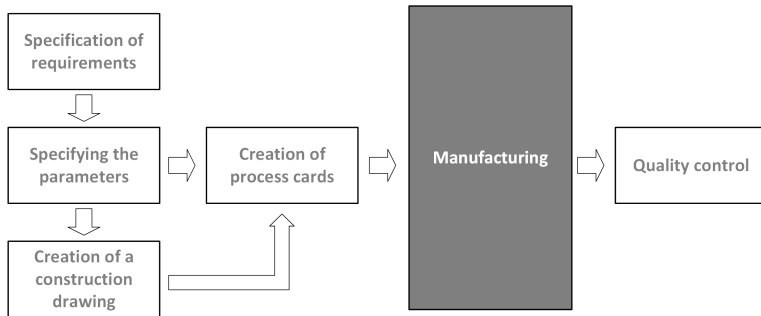 Specification of
requirements
Specifying the
parameters
Creation of
process cards
Manufacturing
Quality control
Creation of a
construction
drawing